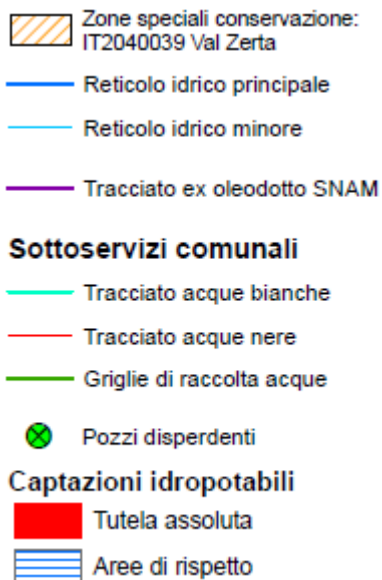 Zone speciali conservazione:
IT2040039 Val Zerta
Reticolo idrico principale
Reticolo idrico minore
Tracciato ex oleodotto SNAM
Sottoservizi comunali
Tracciato acque bianche
Tracciato acque nere
Griglie di raccolta acque
Pozzi disperdenti
Captazioni idropotabili
Tutela assoluta
Aree di rispetto